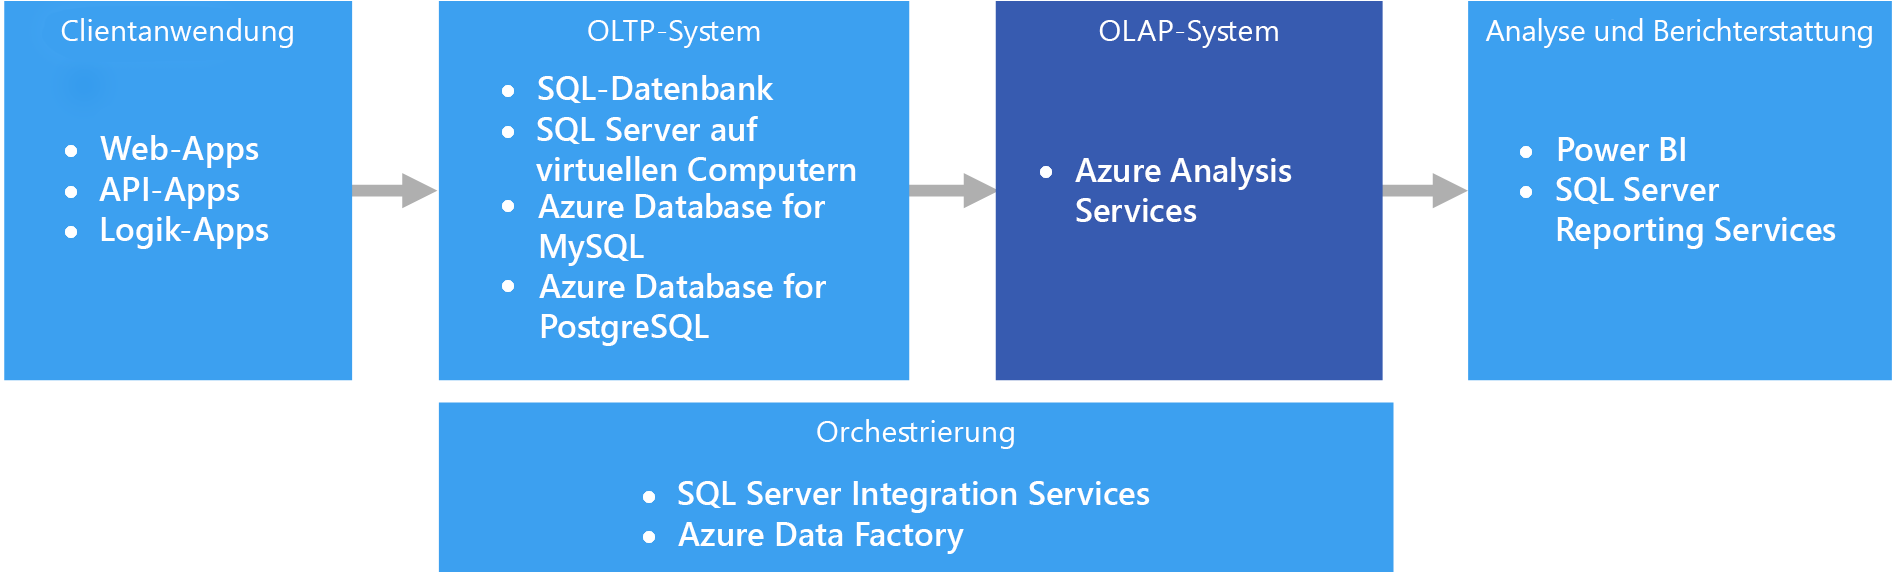 Clientanwendung
Web-Apps
API-Apps
Logik-Apps
OLTP-System
SQL-Datenbank
SQL Server auf
virtuellen Computern
Azure Database for
MySQL
Azure Database for
PostgreSQL
OLAP-System
Azure Analysis
Services
Analyse und Berichterstattung
Power BI
SQL Server
Reporting Services
Orchestrierung
SQL Server Integration Services
Azure Data Factory